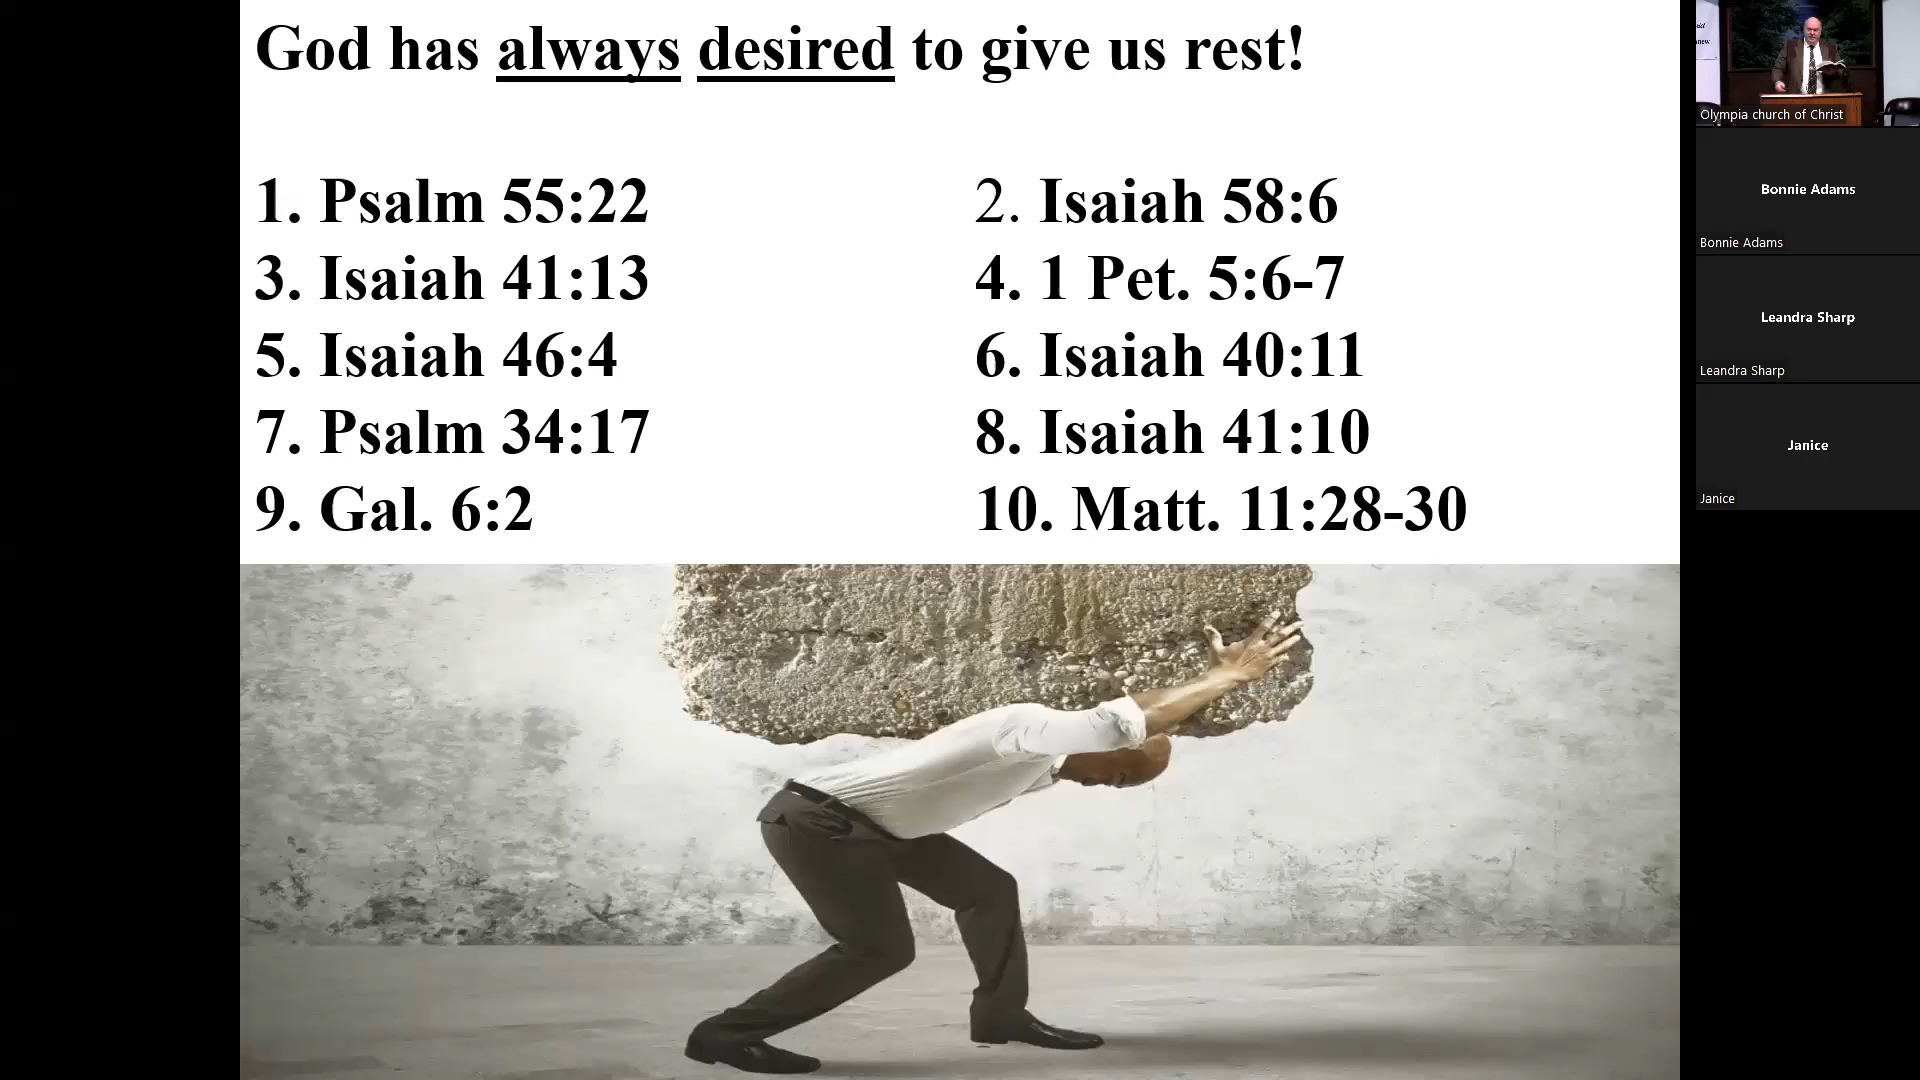 God has always desired to give us rest!
1. Psalm 55:22
2. Isaiah 58:6
3. Isaiah 41:13
4. 1 Pet. 5:6-7
5. Isaiah 46:4
6. Isaiah 40:11
7. Psalm 34:17
8. Isaiah 41:10
9. Gal. 6:2
10. Matt. 11:28-30
Olympia church of Christ
Bonnie Adams
Bonnie Adams
Leandra Sharp
Leandra Sharp
Janice
Janice